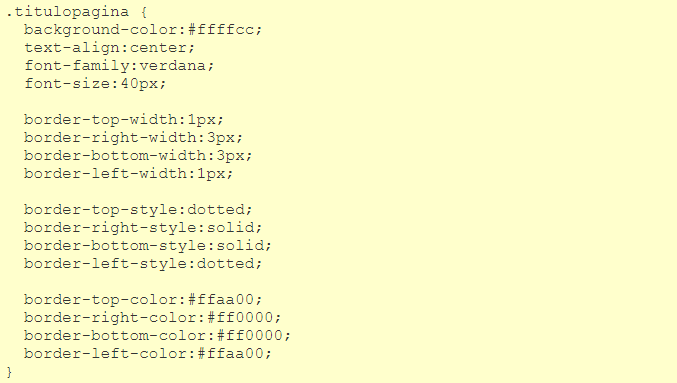 .titulopagina {
  background-color:#ffffcc;
  text-align:center;
  font-family:verdana;
  font-size:40px;

  border-top-width:1px;
  border-right-width:3px;
  border-bottom-width:3px;
  border-left-width:1px;

  border-top-style:dotted;
  border-right-style:solid;
  border-bottom-style:solid;
  border-left-style:dotted;

  border-top-color:#ffaa00;
  border-right-color:#ff0000;
  border-bottom-color:#ff0000;
  border-left-color:#ffaa00;
}